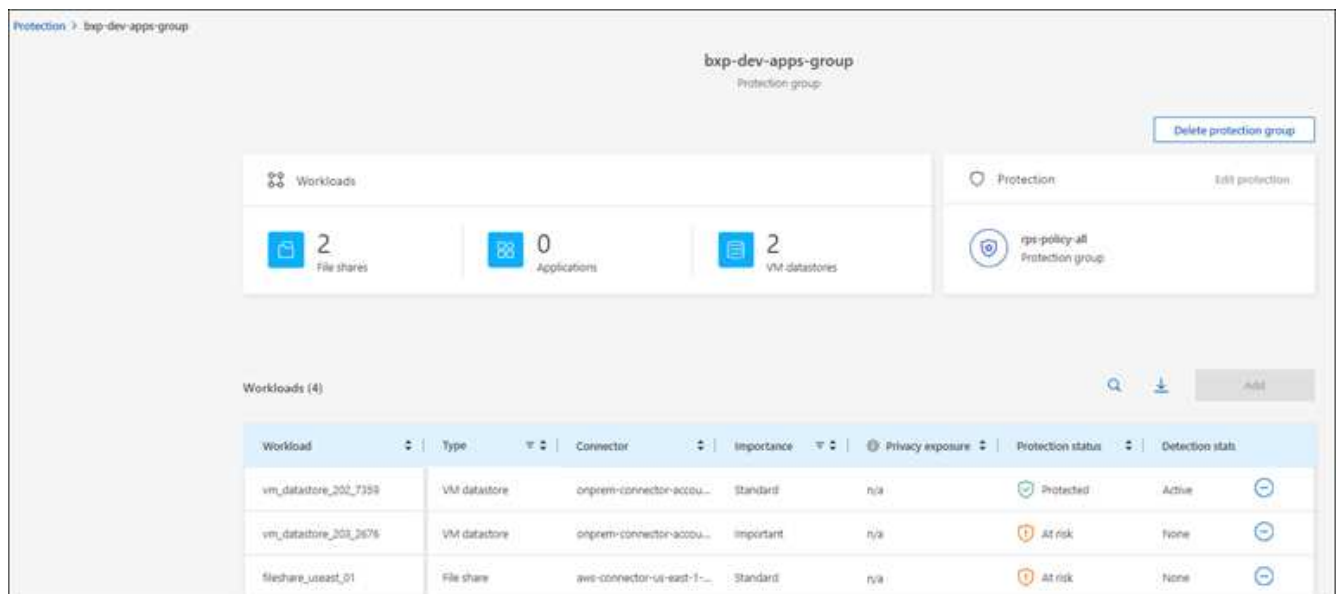 Protection > bxp-dev-apps-group
bxp-dev-apps-group
Protection group
Delete protection group
Workloads
Protection
Edit protection
2
File shares
0
Applications
2
VM datastores
rps-policy-all
Protection group
Workloads (4)
Add
Workload Type Connector Importance Privacy exposure Protection status Detection stat
vm_datastore_202_7359 VM datastore onprem-connector-accou... Standard n/a Protected Active
vm_datastore_203_2676 VM datastore onprem-connector-accou... Important n/a At risk None
fileshare_useast_01 File share aws-connector-us-east-1-... Standard n/a At risk None